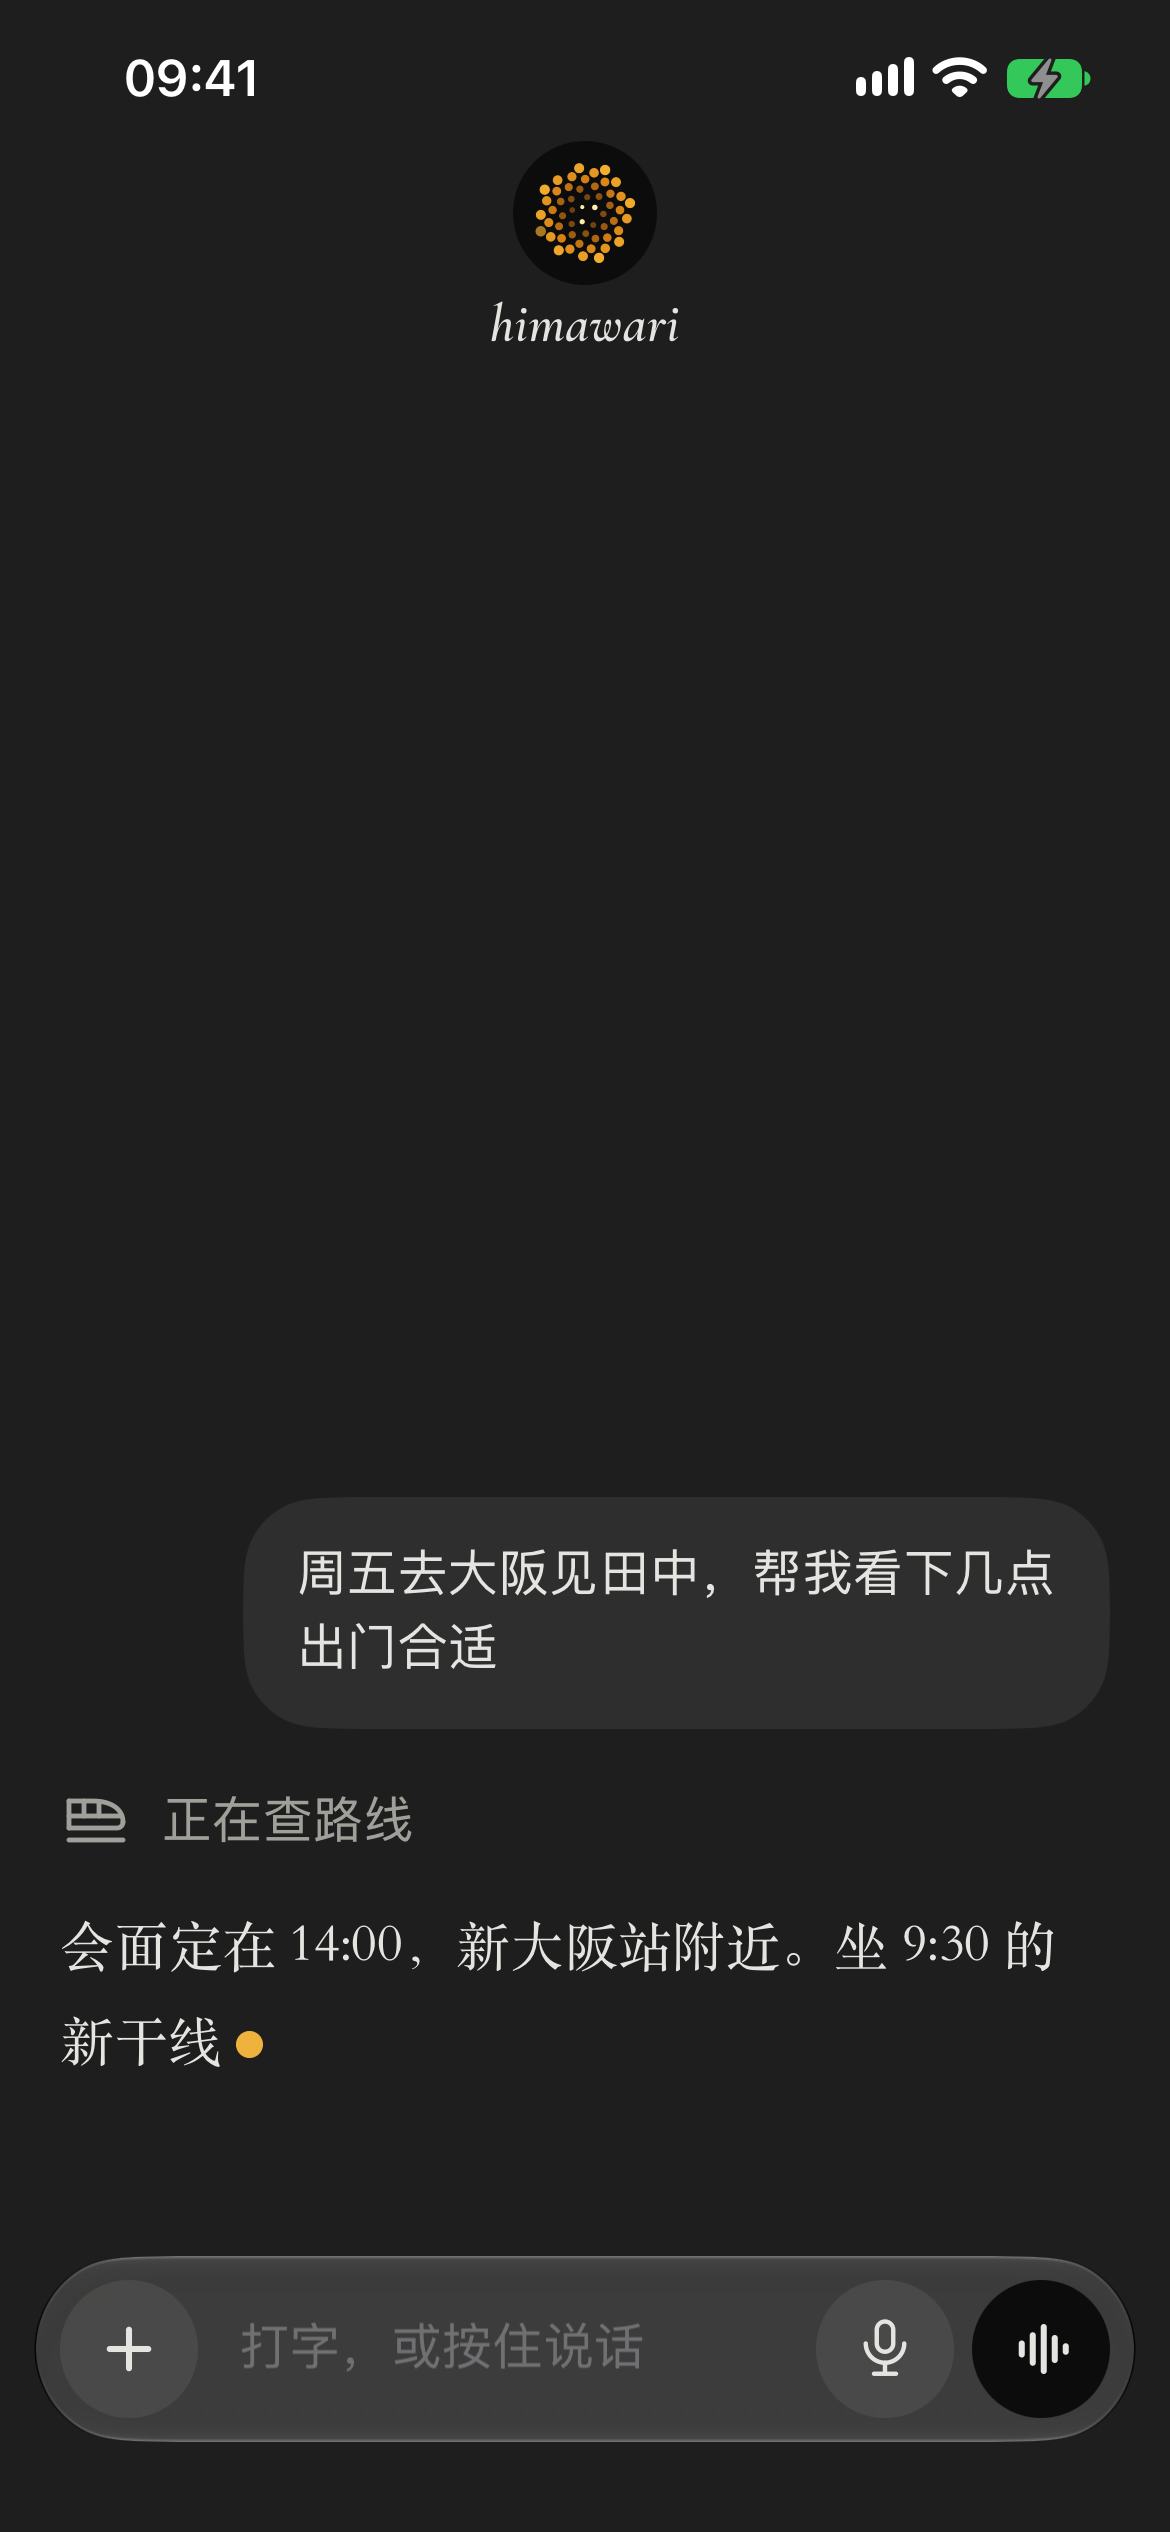 09:41
himawari
周五去大阪见田中，帮我看下几点
出门合适
正在查路线
会面定在 14:00，新大阪站附近。坐 9:30 的
新干线
打字，或按住说话